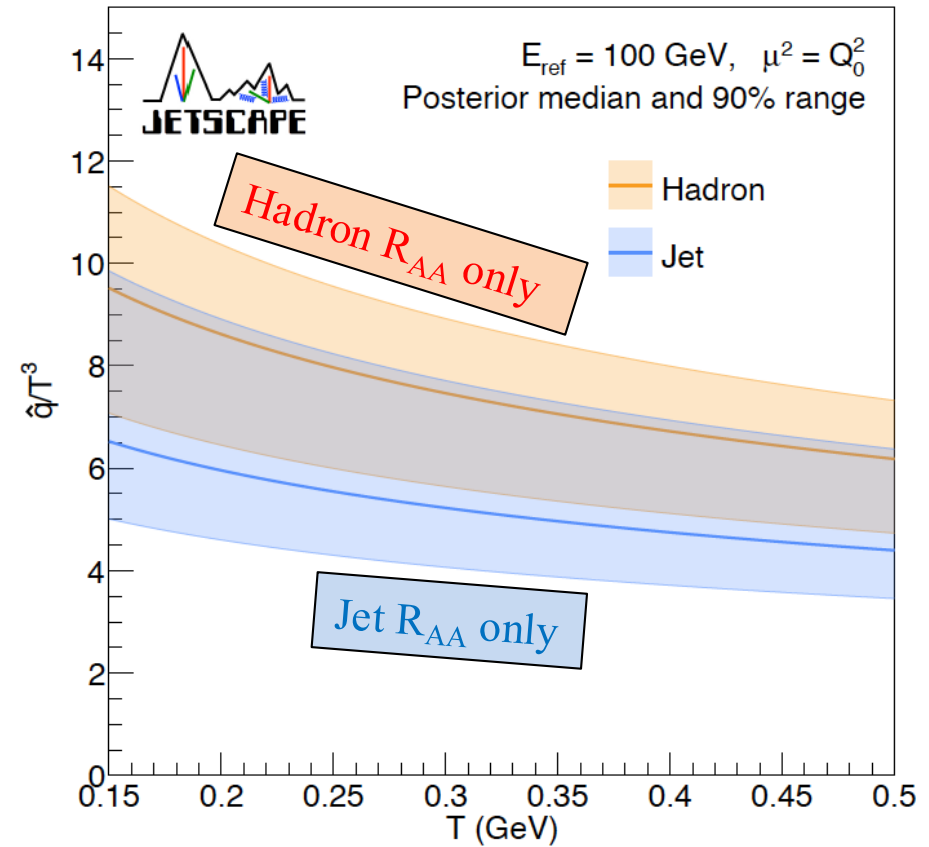 JETSCAPE
E_ref = 100 GeV, μ² = Q₀²
Posterior median and 90% range
Hadron
Jet
Hadron R_AA only
Jet R_AA only
q̂/T³
14
12
10
8
6
4
2
0
0.15 0.2 0.25 0.3 0.35 0.4 0.45 0.5
T (GeV)